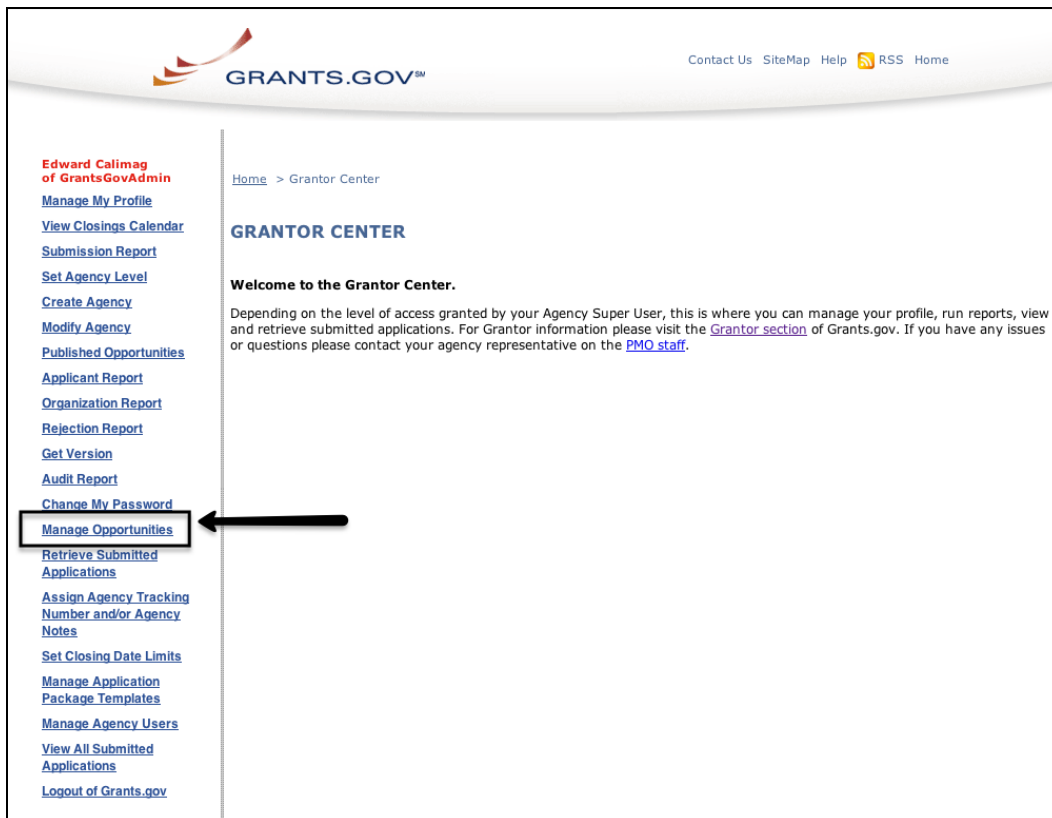 GRANTS.GOV℠
Contact Us SiteMap Help RSS Home
Edward Calimag
of GrantsGovAdmin
Manage My Profile
View Closings Calendar
Submission Report
Set Agency Level
Create Agency
Modify Agency
Published Opportunities
Applicant Report
Organization Report
Rejection Report
Get Version
Audit Report
Change My Password
Manage Opportunities
Retrieve Submitted
Applications
Assign Agency Tracking
Number and/or Agency
Notes
Set Closing Date Limits
Manage Application
Package Templates
Manage Agency Users
View All Submitted
Applications
Logout of Grants.gov
Home > Grantor Center
GRANTOR CENTER
Welcome to the Grantor Center.
Depending on the level of access granted by your Agency Super User, this is where you can manage your profile, run reports, view
and retrieve submitted applications. For Grantor information please visit the Grantor section of Grants.gov. If you have any issues
or questions please contact your agency representative on the PMO staff.